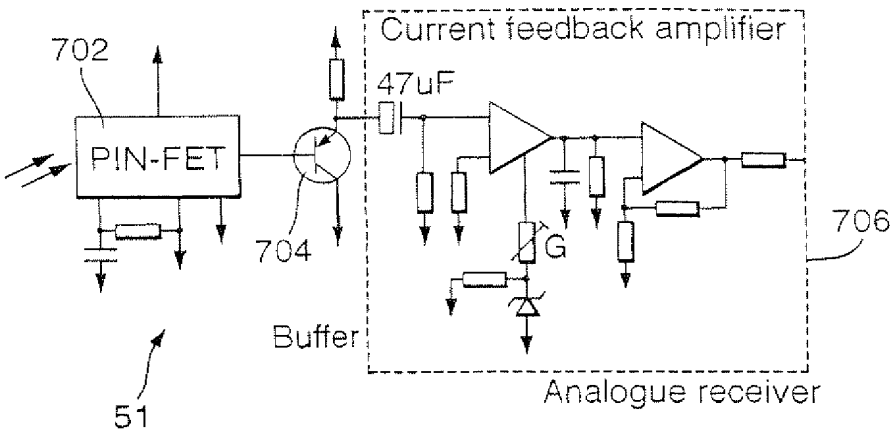 Current feedback amplifier
702
47uF
PIN-FET
704
G
706
Buffer
Analogue receiver
51